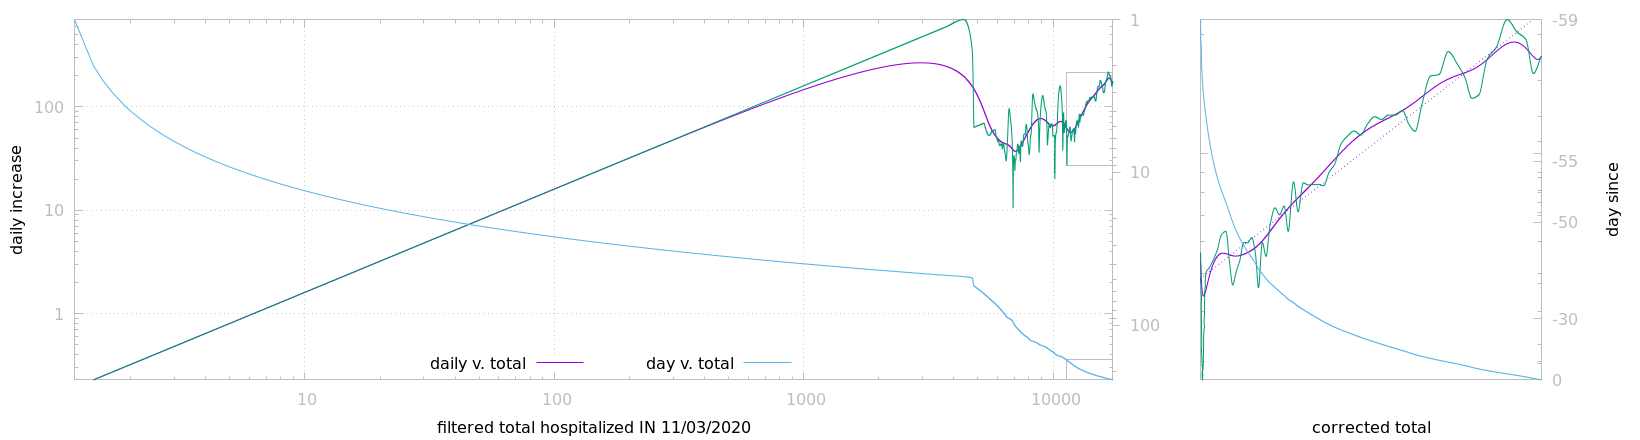 100
10
1
daily increase
1
10
100
-59
-55
-50
-30
0
day since
daily v. total
day v. total
10
100
1000
10000
filtered total hospitalized IN 11/03/2020
corrected total